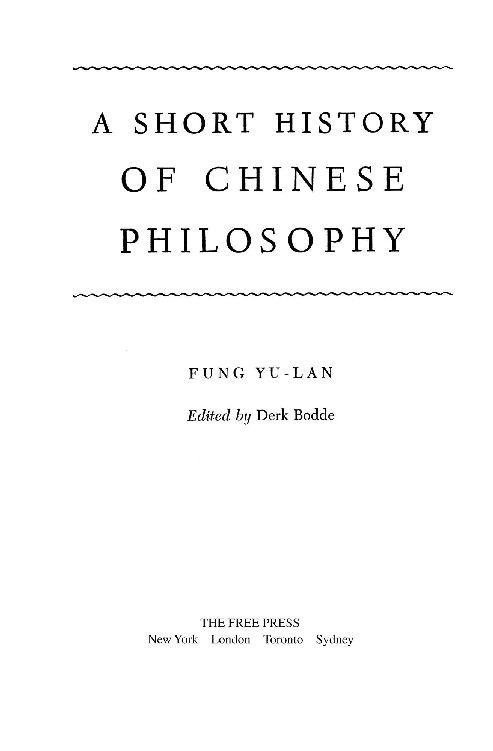 A SHORT HISTORY
OF CHINESE
PHILOSOPHY
FUNG YU-LAN
Edited by Derk Bodde
THE FREE PRESS
New York London Toronto Sydney